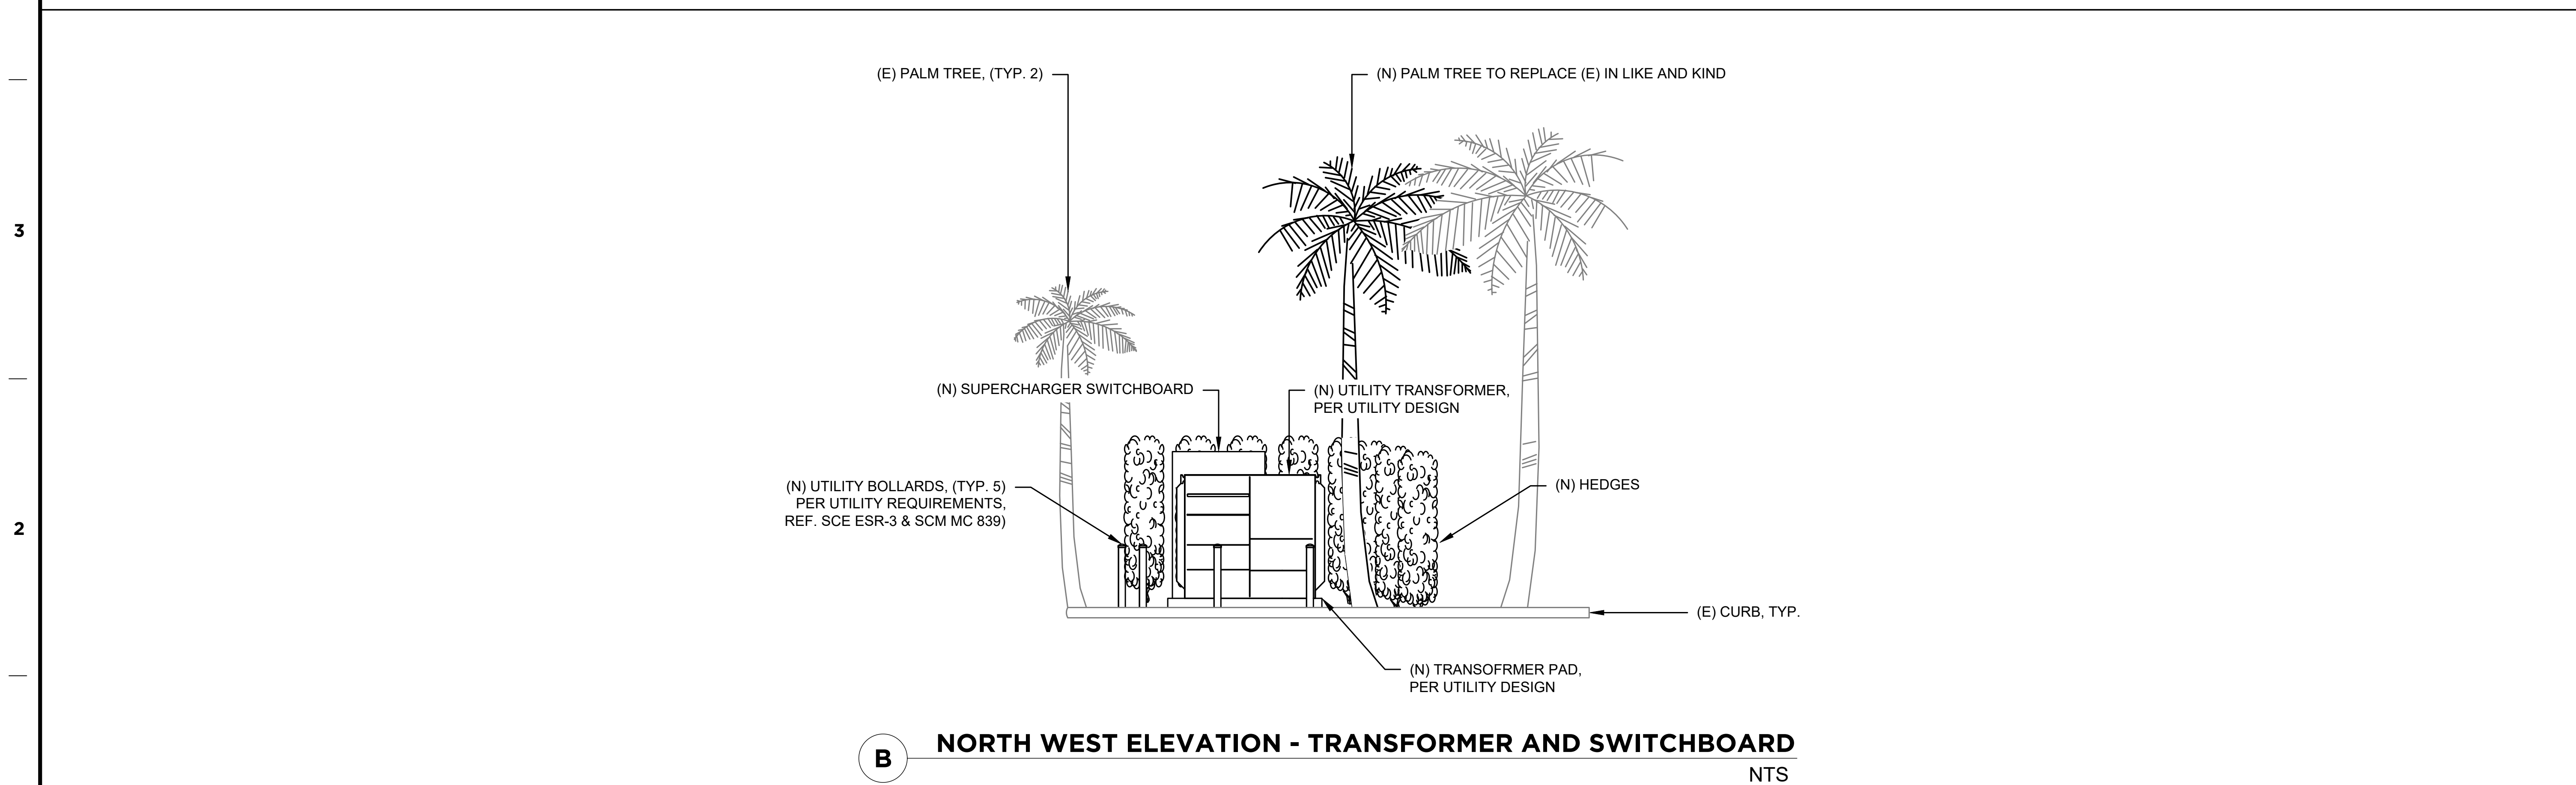 (E) PALM TREE, (TYP. 2)
(N) PALM TREE TO REPLACE (E) IN LIKE AND KIND
3
(N) SUPERCHARGER SWITCHBOARD
(N) UTILITY TRANSFORMER,
PER UTILITY DESIGN
(N) UTILITY BOLLARDS, (TYP. 5)
PER UTILITY REQUIREMENTS,
REF. SCE ESR-3 & SCM MC 839)
(N) HEDGES
2
(E) CURB, TYP.
(N) TRANSOFRMER PAD,
PER UTILITY DESIGN
B
NORTH WEST ELEVATION - TRANSFORMER AND SWITCHBOARD
NTS